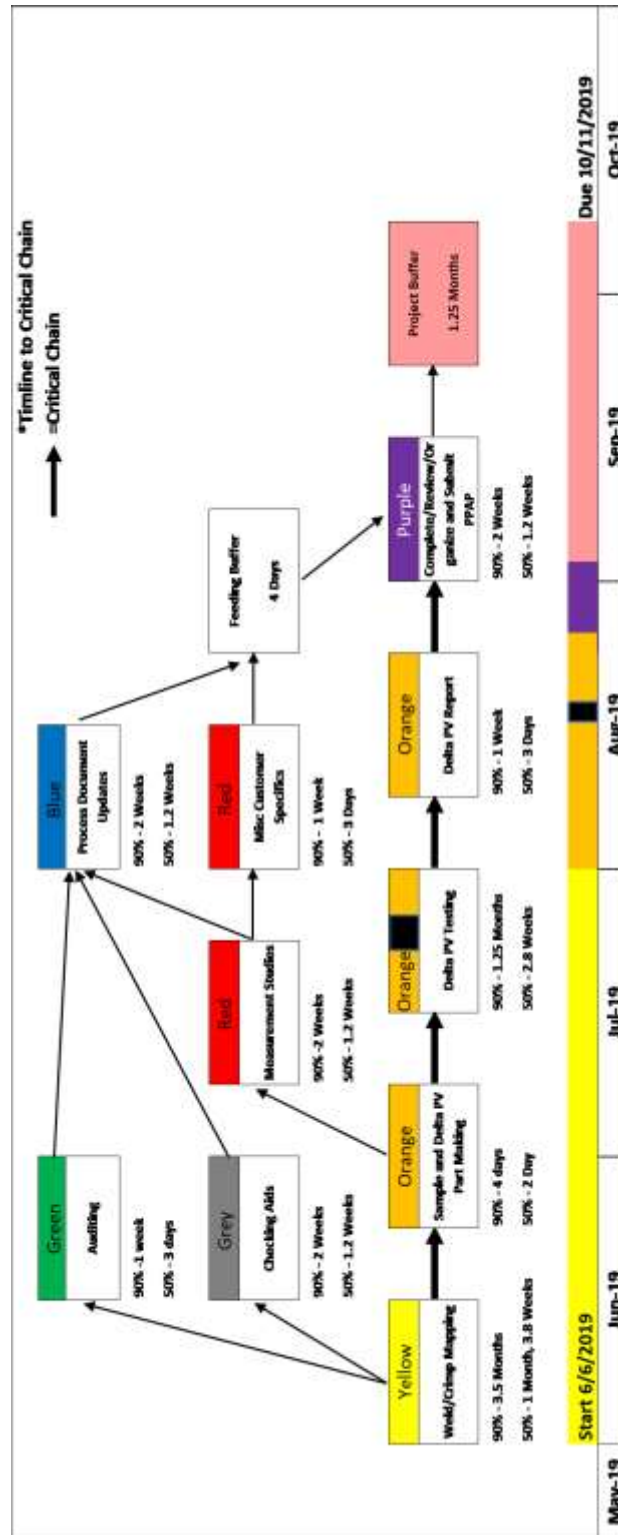 *Timline to Critical Chain
=Critical Chain
Green
Auditing
90% -1 week
50% - 3 days
Blue
Process Document
Updates
90% - 2 Weeks
50% - 1.2 Weeks
Grey
Checking Aids
90% - 2 Weeks
50% - 1.2 Weeks
Red
Measurement Studies
90% -2 Weeks
50% - 1.2 Weeks
Red
Misc Customer
Specifics
90% - 1 Week
50% - 3 Days
Feeding Buffer
4 Days
Yellow
Weld/Crimp Mapping
90% - 3.5 Months
50% - 1 Month, 3.8 Weeks
Orange
Sample and Delta PV
Part Making
90% - 4 days
50% - 2 Day
Orange
Delta PV Testing
90% - 1.25 Months
50% - 2.8 Weeks
Orange
Delta PV Report
90% - 1 Week
50% - 3 Days
Purple
Complete/Review/Or
ganize and Submit
PPAP
90% - 2 Weeks
50% - 1.2 Weeks
Project Buffer
1.25 Months
Start 6/6/2019
Due 10/11/2019
May-19
Jun-19
Jul-19
Aug-19
Sep-19
Oct-19